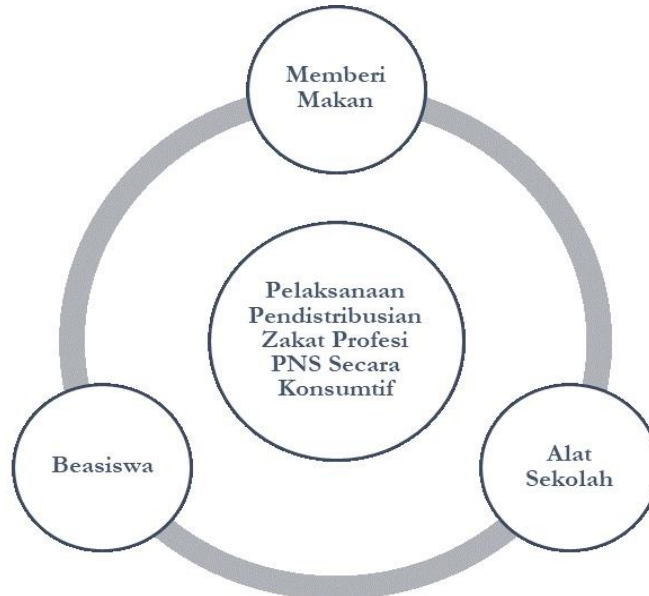 Memberi
Makan
Pelaksanaan
Pendistribusian
Zakat Profesi
PNS Secara
Konsumtif
Beasiswa
Alat
Sekolah